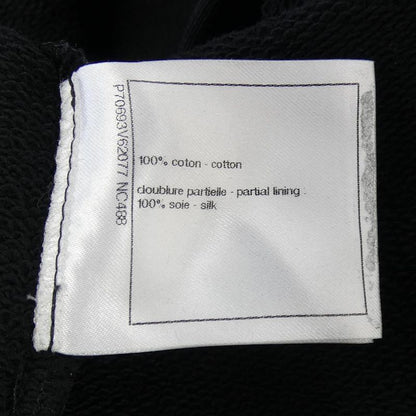 P70693V62077 NC488
100% coton - cotton
doublure partielle - partial lining :
100% soie - silk